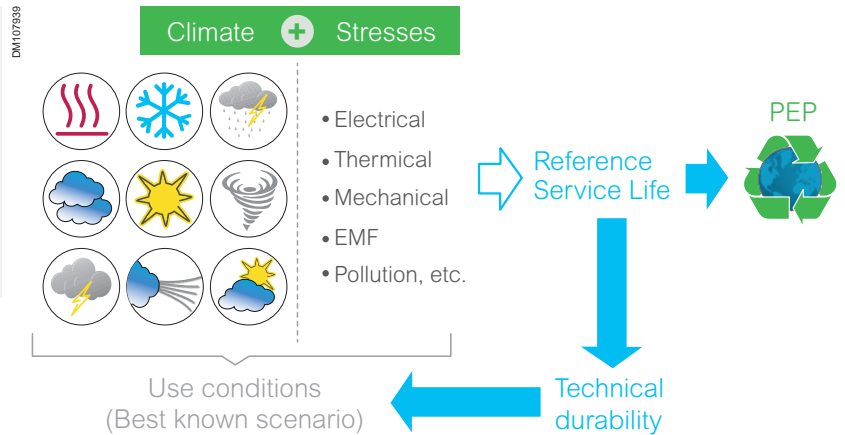 DM107939
Climate + Stresses
• Electrical
• Thermical
• Mechanical
• EMF
• Pollution, etc.
Reference
Service Life
PEP
Use conditions
(Best known scenario)
Technical
durability